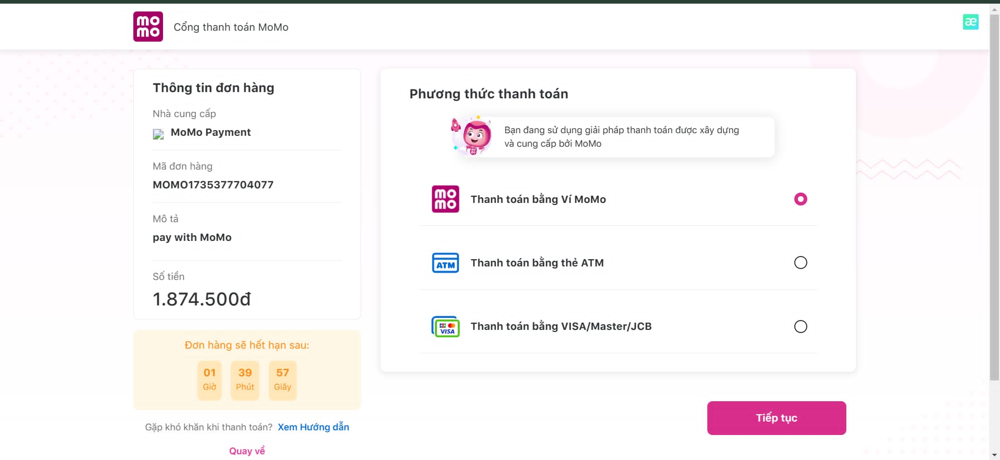 mo
mo
Cổng thanh toán MoMo
æ
Thông tin đơn hàng
Nhà cung cấp
MoMo Payment
Mã đơn hàng
MOMO1735377704077
Mô tả
pay with MoMo
Số tiền
1.874.500đ
Đơn hàng sẽ hết hạn sau:
01 39 57
Giờ Phút Giây
Gặp khó khăn khi thanh toán? Xem Hướng dẫn
Quay về
Phương thức thanh toán
mo
mo
Bạn đang sử dụng giải pháp thanh toán được xây dựng
và cung cấp bởi MoMo
mo
mo
Thanh toán bằng Ví MoMo
ATM
Thanh toán bằng thẻ ATM
JCB
VISA
Thanh toán bằng VISA/Master/JCB
Tiếp tục